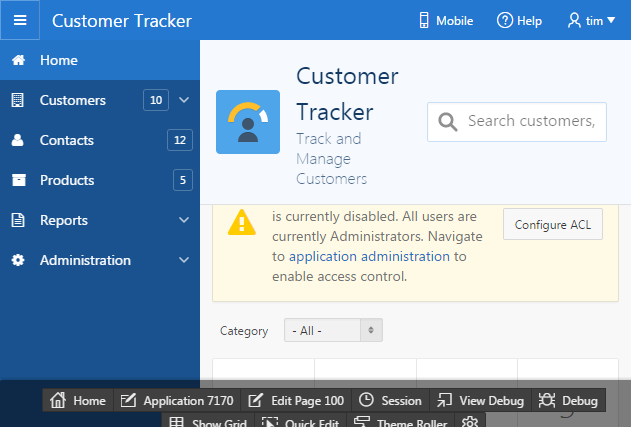 Customer Tracker
Mobile
Help
tim
Home
Customers 10
Contacts 12
Products 5
Reports
Administration
Customer
Tracker
Track and
Manage
Customers
Search customers,
is currently disabled. All users are
currently Administrators. Navigate
to application administration to
enable access control.
Configure ACL
Category
- All -
Home
Application 7170
Edit Page 100
Session
View Debug
Debug
Show Grid
Quick Edit
Theme Roller